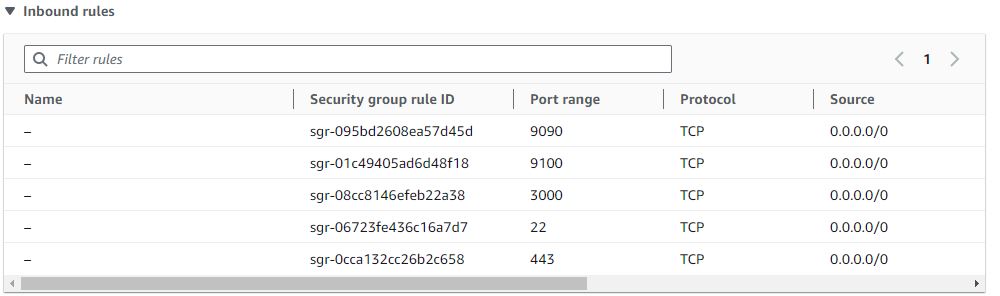 Inbound rules
Filter rules
1
Name Security group rule ID Port range Protocol Source
– sgr-095bd2608ea57d45d 9090 TCP 0.0.0.0/0
– sgr-01c49405ad6d48f18 9100 TCP 0.0.0.0/0
– sgr-08cc8146efeb22a38 3000 TCP 0.0.0.0/0
– sgr-06723fe436c16a7d7 22 TCP 0.0.0.0/0
– sgr-0cca132cc26b2c658 443 TCP 0.0.0.0/0